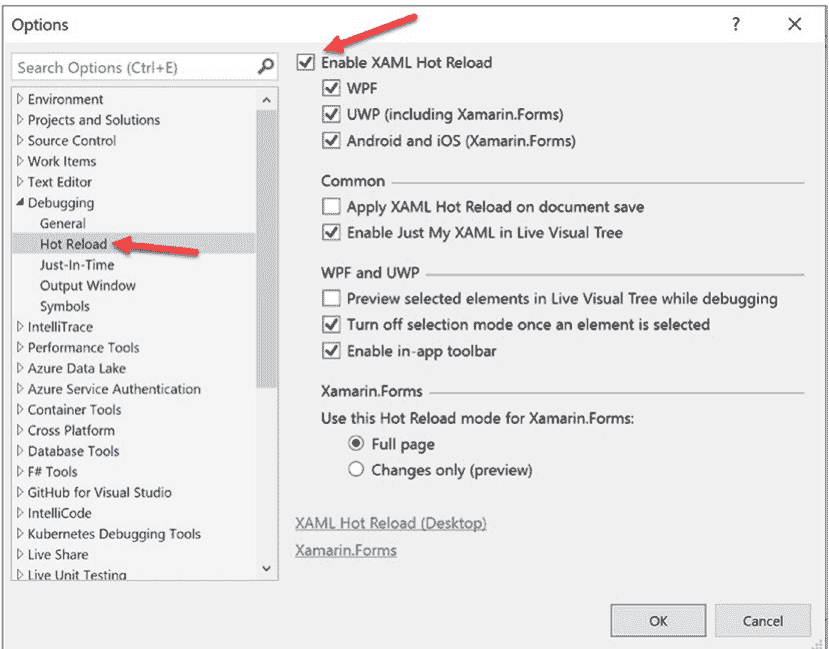 Options
?
Search Options (Ctrl+E)
Environment
Projects and Solutions
Source Control
Work Items
Text Editor
Debugging
General
Hot Reload
Just-In-Time
Output Window
Symbols
IntelliTrace
Performance Tools
Azure Data Lake
Azure Service Authentication
Container Tools
Cross Platform
Database Tools
F# Tools
GitHub for Visual Studio
IntelliCode
Kubernetes Debugging Tools
Live Share
Live Unit Testing
Enable XAML Hot Reload
WPF
UWP (including Xamarin.Forms)
Android and iOS (Xamarin.Forms)
Common
Apply XAML Hot Reload on document save
Enable Just My XAML in Live Visual Tree
WPF and UWP
Preview selected elements in Live Visual Tree while debugging
Turn off selection mode once an element is selected
Enable in-app toolbar
Xamarin.Forms
Use this Hot Reload mode for Xamarin.Forms:
Full page
Changes only (preview)
XAML Hot Reload (Desktop)
Xamarin.Forms
OK
Cancel